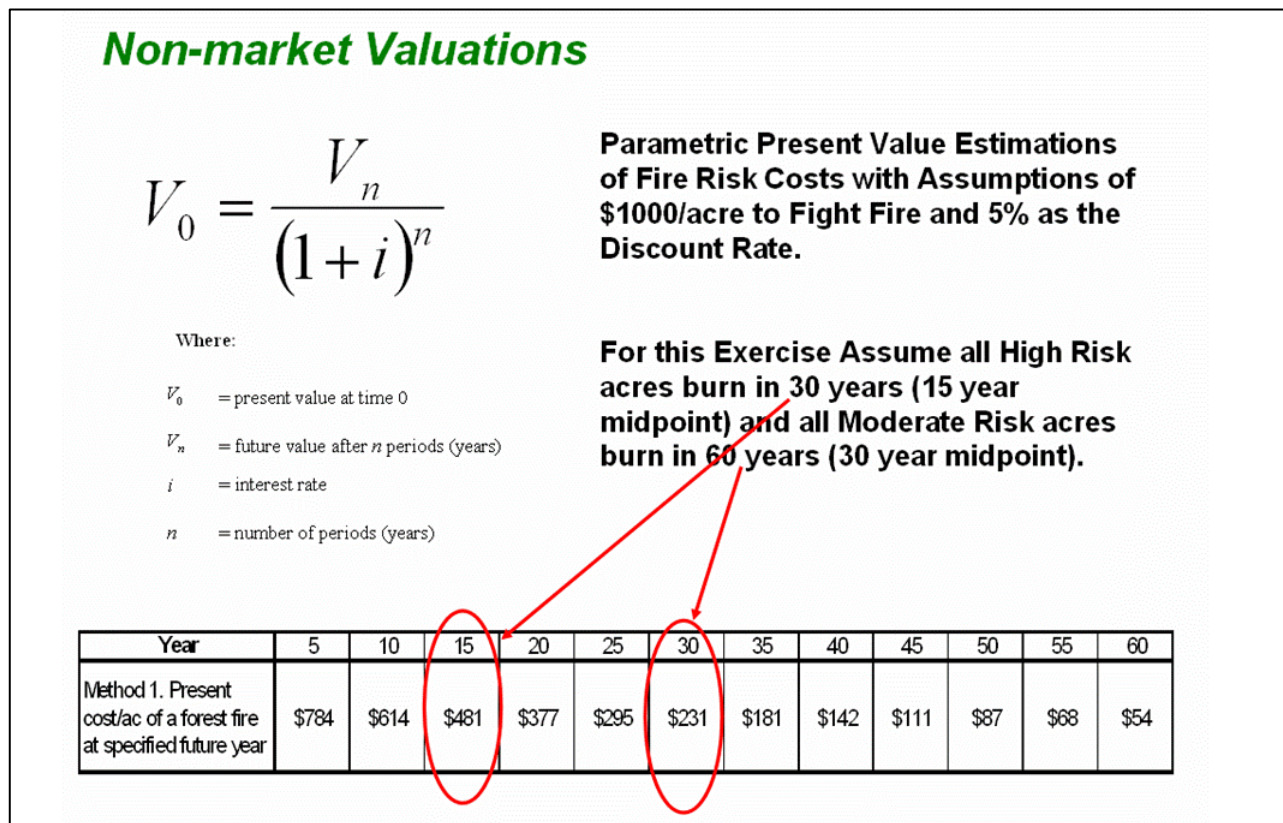 Non-market Valuations
V₀ = Vₙ / (1 + i)ⁿ
Parametric Present Value Estimations
of Fire Risk Costs with Assumptions of
$1000/acre to Fight Fire and 5% as the
Discount Rate.
Where:
V₀ = present value at time 0
Vₙ = future value after n periods (years)
i = interest rate
n = number of periods (years)
For this Exercise Assume all High Risk
acres burn in 30 years (15 year
midpoint) and all Moderate Risk acres
burn in 60 years (30 year midpoint).
Year 5 10 15 20 25 30 35 40 45 50 55 60
Method 1. Present
cost/ac of a forest fire $784 $614 $481 $377 $295 $231 $181 $142 $111 $87 $68 $54
at specified future year